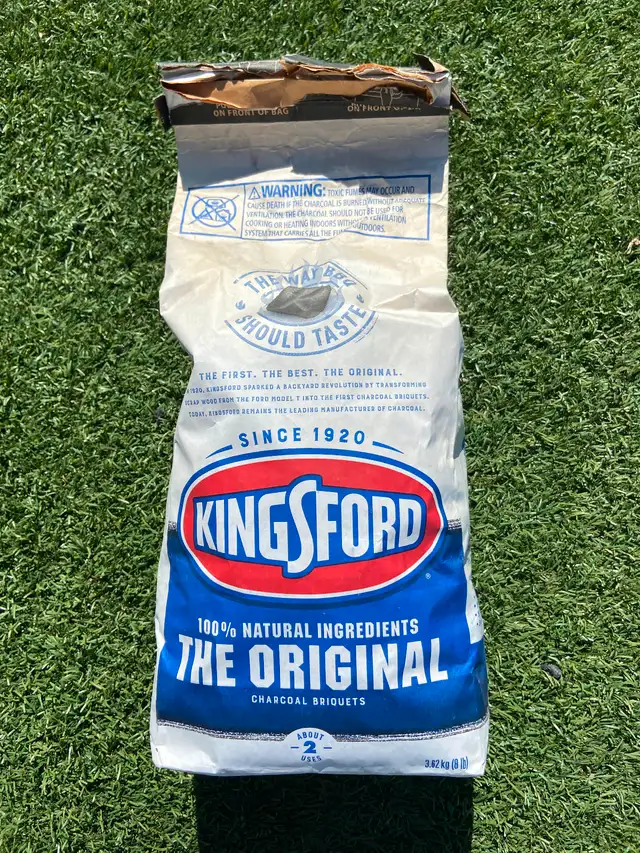 ON FRONT OF BAG
ON FRONT
WARNING: TOXIC FUMES MAY OCCUR AND
CAUSE DEATH IF THE CHARCOAL IS BURNED WITHOUT ADEQUATE
VENTILATION. THE CHARCOAL SHOULD NOT BE USED FOR
COOKING OR HEATING INDOORS WITHOUT VENTILATION
SYSTEM THAT CARRIES ALL THE OUTDOORS.
THE WAY BBQ
SHOULD TASTE
THE FIRST. THE BEST. THE ORIGINAL.
1920, KINGSFORD SPARKED A BACKYARD REVOLUTION BY TRANSFORMING
SCRAP WOOD FROM THE FORD MODEL T INTO THE FIRST CHARCOAL BRIQUETS.
TODAY, KINGSFORD REMAINS THE LEADING MANUFACTURER OF CHARCOAL.
SINCE 1920
KINGSFORD
®
100% NATURAL INGREDIENTS
THE ORIGINAL
CHARCOAL BRIQUETS
ABOUT
2
USES
3.62 kg (8 lb)